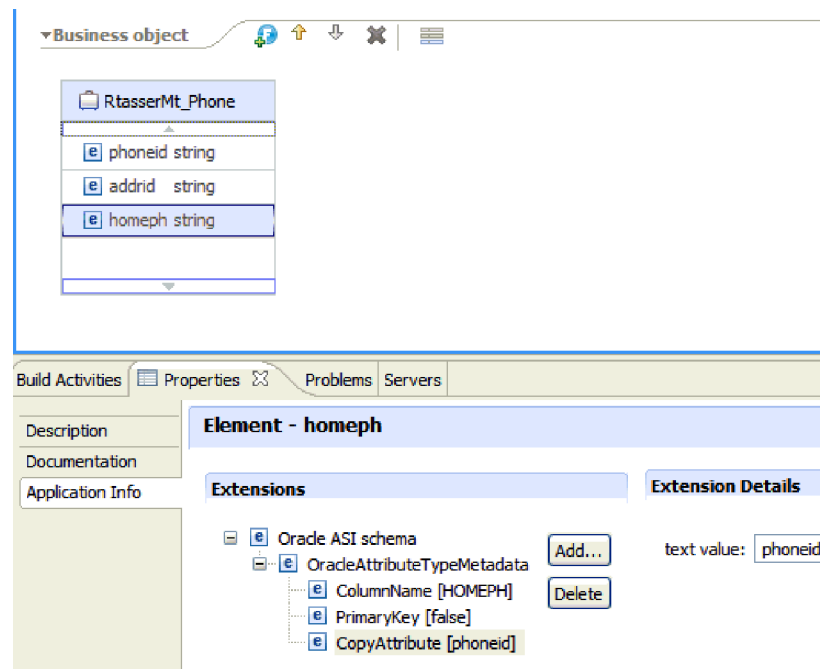 Business object
RtasserMt_Phone
e phoneid string
e addrid string
e homeph string
Build Activities Properties Problems Servers
Description
Documentation
Application Info
Element - homeph
Extensions
Extension Details
e Oracle ASI schema
e OracleAttributeTypeMetadata
e ColumnName [HOMEPH]
e PrimaryKey [false]
e CopyAttribute [phoneid]
Add...
Delete
text value: phoneid